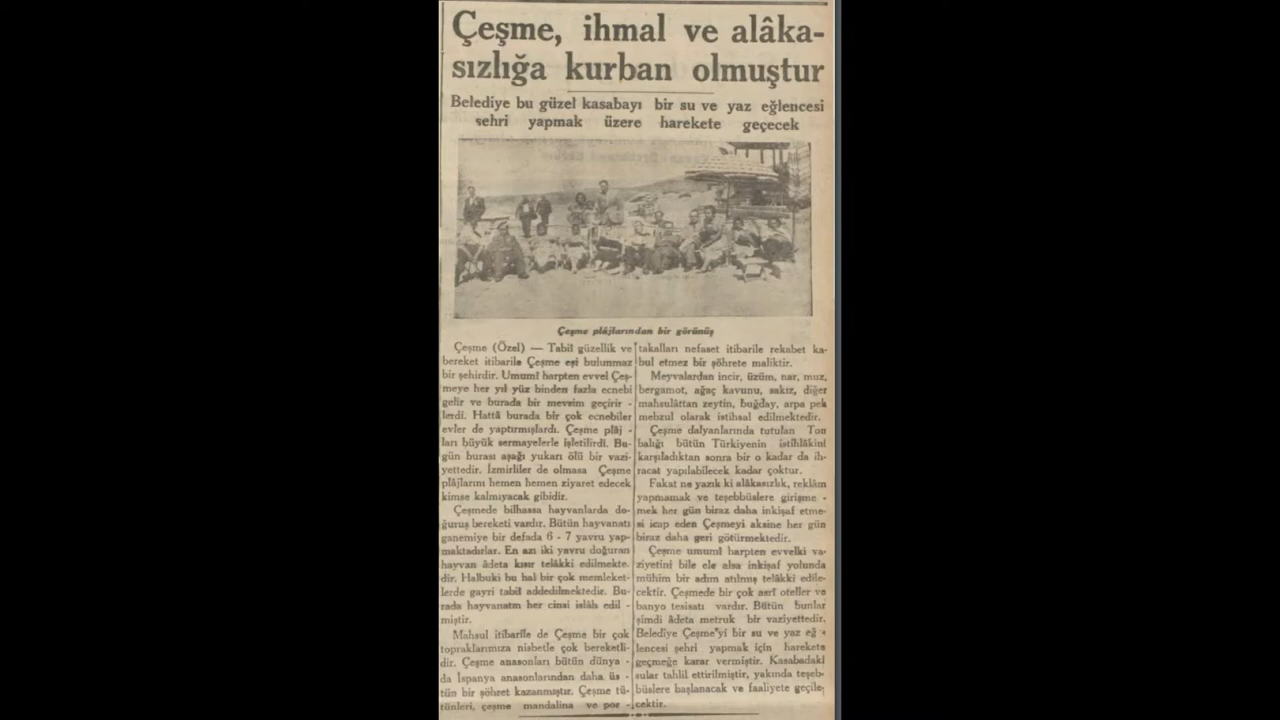 Çeşme, ihmal ve alâka-
sızlığa kurban olmuştur
Belediye bu güzel kasabayı bir su ve yaz eğlencesi
şehri yapmak üzere harekete geçecek
Çeşme plâjlarından bir görünüş
Çeşme (Özel) — Tabiî güzellik ve
bereket itibarile Çeşme eşi bulunmaz
bir şehirdir. Umumî harpten evvel Çeş-
meye her yıl yüz binden fazla ecnebi
gelir ve burada bir mevsim geçirir -
lerdi. Hattâ burada bir çok ecnebiler
evler de yaptırmışlardı. Çeşme plâj -
ları büyük sermayelerle işletilirdi. Bu-
gün burası aşağı yukarı ölü bir vazi-
yettedir. İzmirliler de olmasa Çeşme
plâjlarını hemen hemen ziyaret edecek
kimse kalmıyacak gibidir.
Çeşmede bilhassa hayvanlarda do-
ğuruş bereketi vardır. Bütün hayvanatı
ganemiye bir defada 6 - 7 yavru yap-
maktadırlar. En azı iki yavru doğuran
hayvan âdeta kısır telâkki edilmekte.
dir. Halbuki bu hal bir çok memleket-
lerde gayri tabiî addedilmektedir. Bu-
rada hayvanatın her cinsi islâh edil -
miştir.
Mahsul itibarile de Çeşme bir çok
topraklarımıza nisbetle çok bereketli-
dir. Çeşme anasonları bütün dünya -
da İspanya anasonlarından daha üs -
tün bir şöhret kazanmıştır. Çeşme tü-
tünleri, çeşme mandalina ve por -
takalları nefaset itibarile rekabet ka-
bul etmez bir şöhrete maliktir.
Meyvalardan incir, üzüm, nar, muz,
bergamot, ağaç kavunu, sakız, diğer
mahsulâttan zeytin, buğday, arpa pek
mebzul olarak istihsal edilmektedir.
Çeşme dalyanlarında tutulan Ton
balığı bütün Türkiyenin istihlâkini
karşıladıktan sonra bir o kadar da ih-
racat yapılabilecek kadar çoktur.
Fakat ne yazık ki alâkasızlık, reklâm
yapmamak ve teşebbüslere girişme -
mek her gün biraz daha inkişaf etme-
si icap eden Çeşmeyi aksine her gün
biraz daha geri götürmektedir.
Çeşme umumî harpten evvelki va-
ziyetini bile ele alsa inkişaf yolunda
mühim bir adım atılmış telâkki edile-
cektir. Çeşmede bir çok asrî oteller ve
banyo tesisatı vardır. Bütün bunlar
şimdi âdeta metruk bir vaziyettedir.
Belediye Çeşme'yi bir su ve yaz eğ -
lencesi şehri yapmak için harekete
geçmeğe karar vermiştir. Kasabadaki
sular tahlil ettirilmiştir, yakında teşeb-
büslere başlanacak ve faaliyete geçile-
cektir.